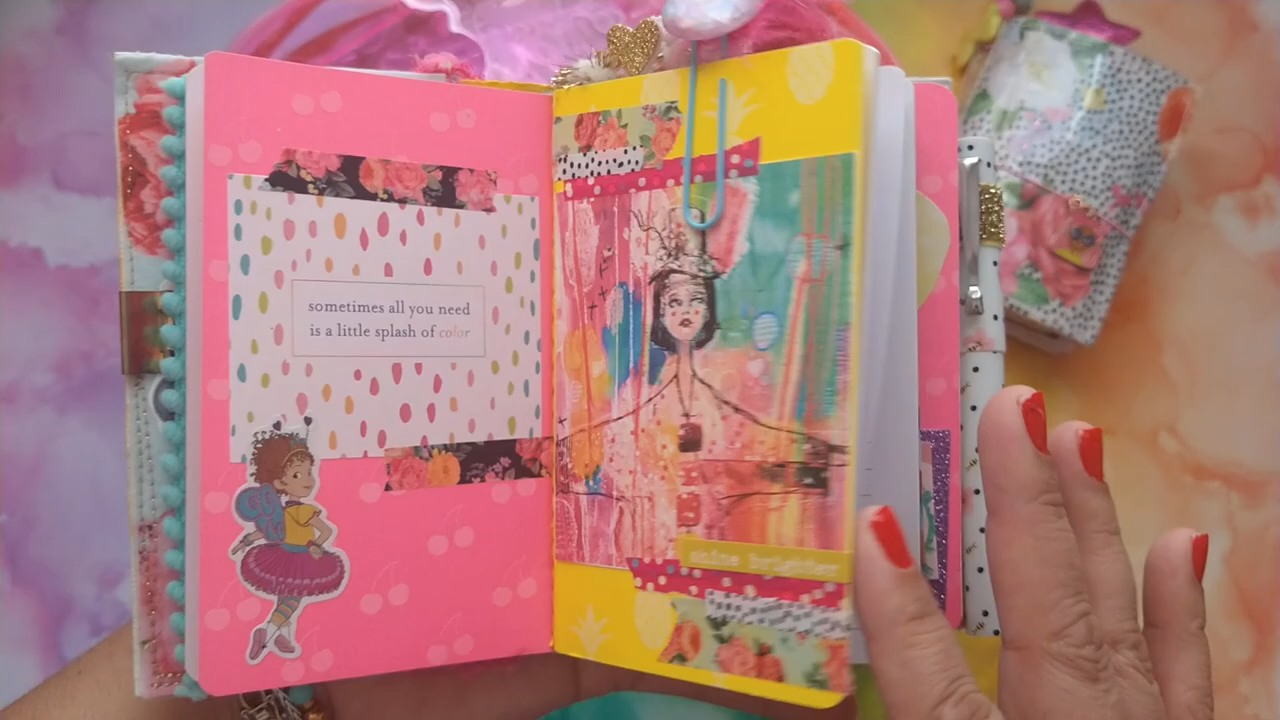 sometimes all you need
is a little splash of color
shine brighter